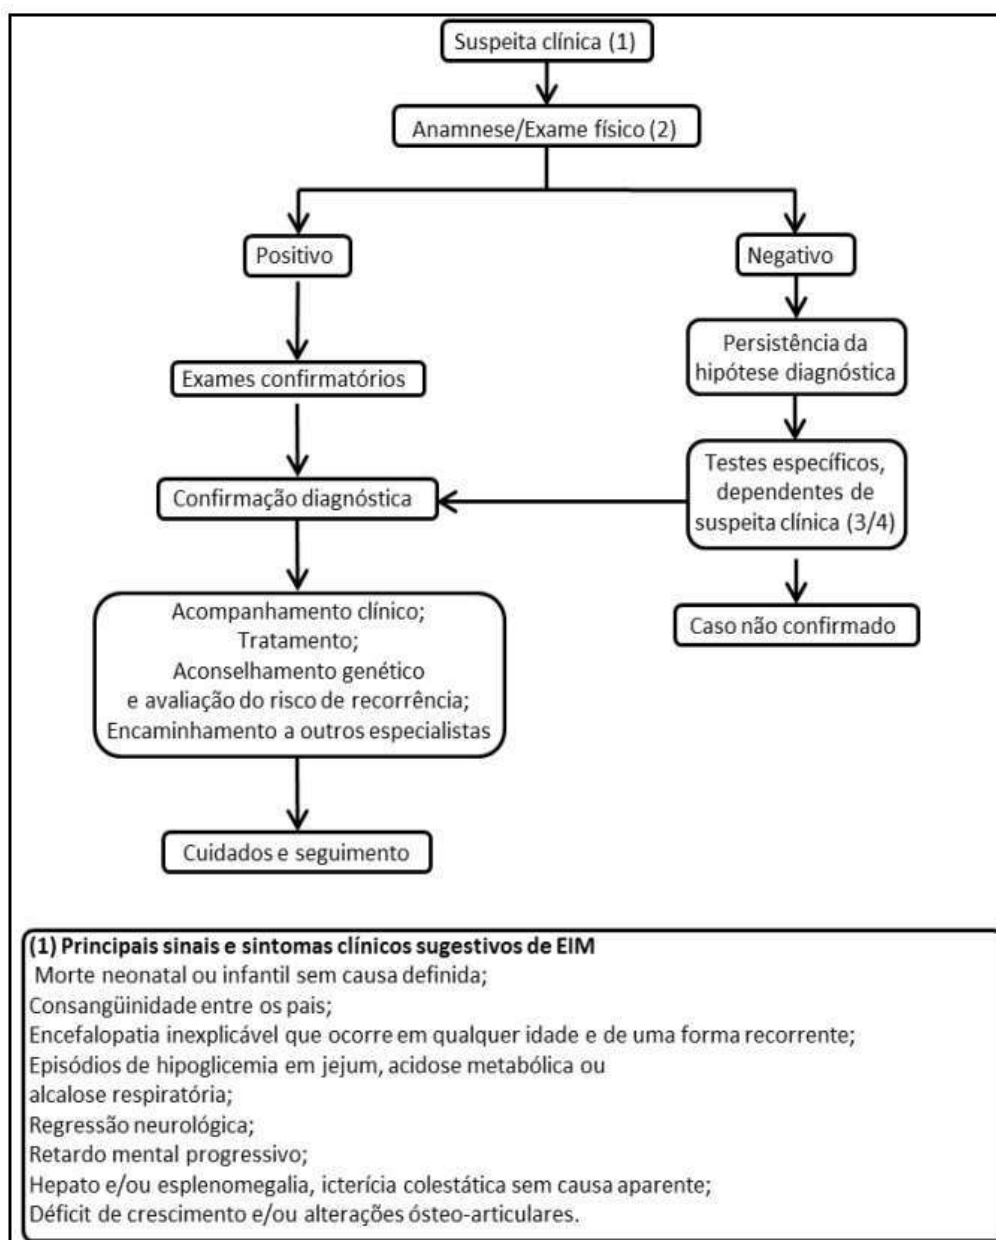 Suspeita clínica (1)
Anamnese/Exame físico (2)
Positivo
Negativo
Exames confirmatórios
Persistência da
hipótese diagnóstica
Confirmação diagnóstica
Testes específicos,
dependentes de
suspeita clínica (3/4)
Acompanhamento clínico;
Tratamento;
Aconselhamento genético
e avaliação do risco de recorrência;
Encaminhamento a outros especialistas
Caso não confirmado
Cuidados e seguimento
(1) Principais sinais e sintomas clínicos sugestivos de EIM
Morte neonatal ou infantil sem causa definida;
Consangüinidade entre os pais;
Encefalopatia inexplicável que ocorre em qualquer idade e de uma forma recorrente;
Episódios de hipoglicemia em jejum, acidose metabólica ou
alcalose respiratória;
Regressão neurológica;
Retardo mental progressivo;
Hepato e/ou esplenomegalia, icterícia colestática sem causa aparente;
Déficit de crescimento e/ou alterações ósteo-articulares.